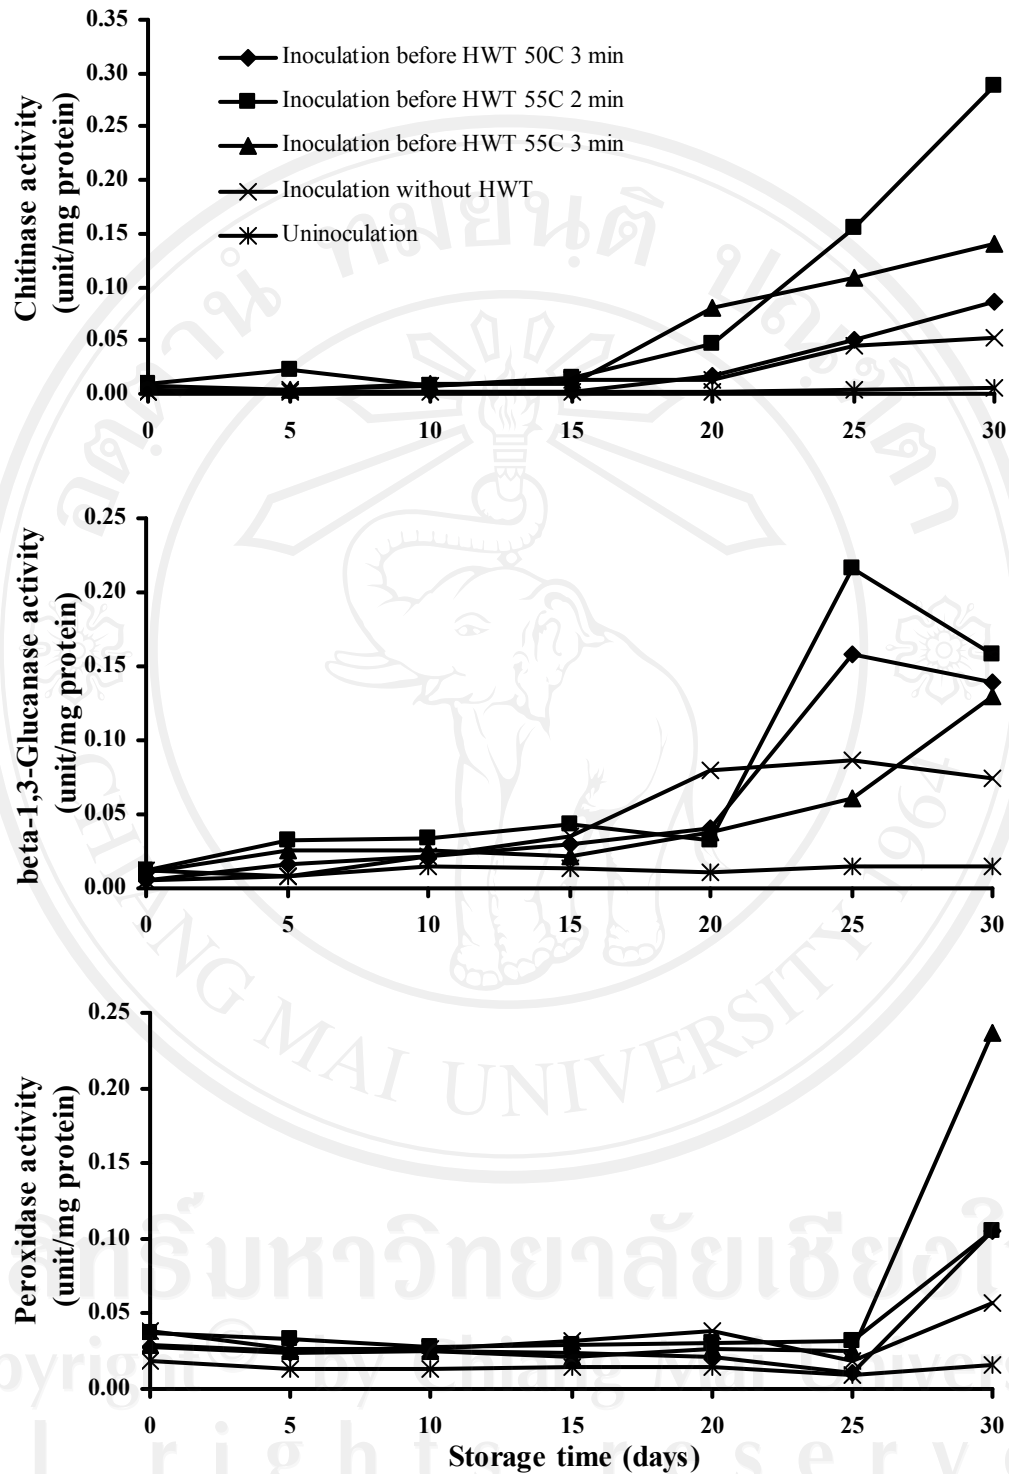 0.35
0.30
0.25
0.20
0.15
0.10
0.05
0.00
Chitinase activity
(unit/mg protein)
Inoculation before HWT 50C 3 min
Inoculation before HWT 55C 2 min
Inoculation before HWT 55C 3 min
Inoculation without HWT
Uninoculation
0 5 10 15 20 25 30
0.25
0.20
0.15
0.10
0.05
0.00
beta-1,3-Glucanase activity
(unit/mg protein)
0 5 10 15 20 25 30
0.25
0.20
0.15
0.10
0.05
0.00
Peroxidase activity
(unit/mg protein)
0 5 10 15 20 25 30
Storage time (days)
CHIANG MAI UNIVERSITY 1964